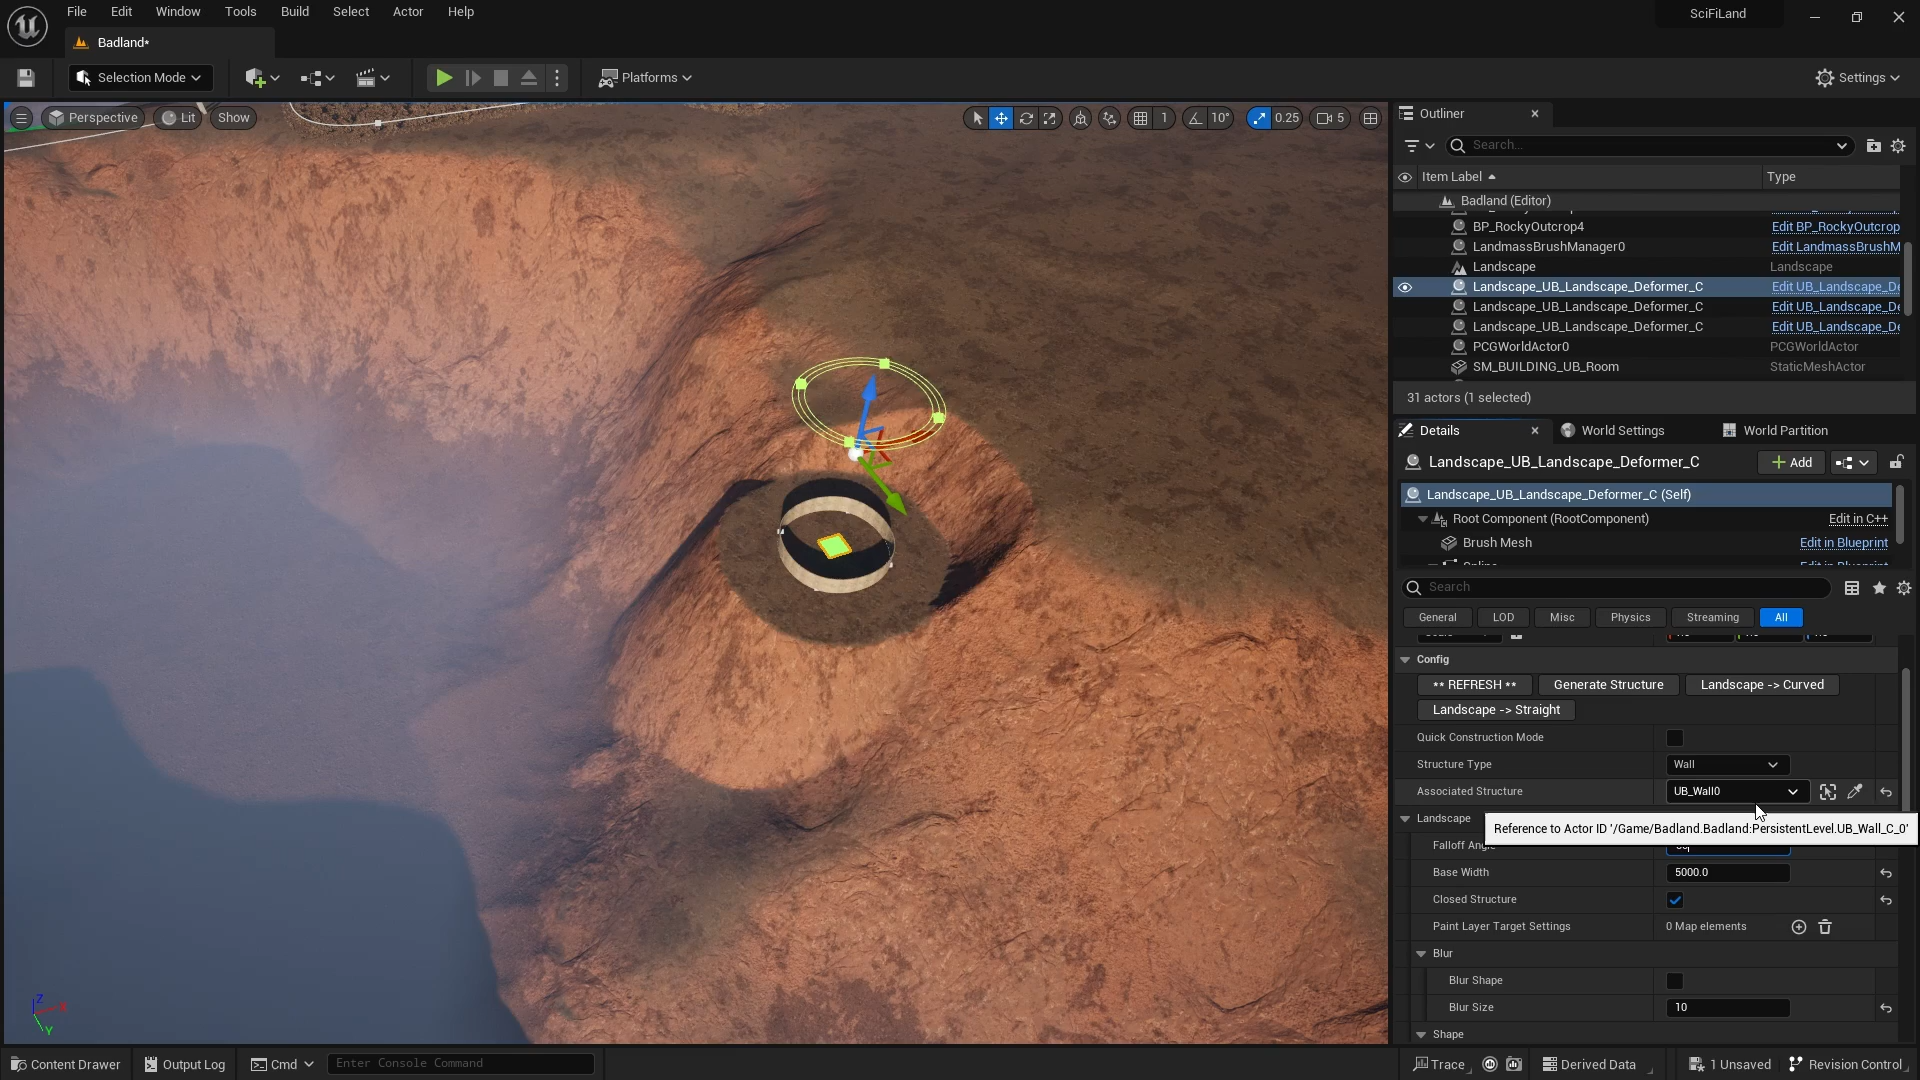 File Edit Window Tools Build Select Actor Help SciFiLand
Badland*
Selection Mode Platforms Settings
Perspective Lit Show 1 10° 0.25 5
Outliner
Search...
Item Label Type
Badland (Editor)
BP_RockyOutcrop4 Edit BP_RockyOutcrop
LandmassBrushManager0 Edit LandmassBrushM
Landscape Landscape
Landscape_UB_Landscape_Deformer_C Edit UB_Landscape_De
Landscape_UB_Landscape_Deformer_C Edit UB_Landscape_De
Landscape_UB_Landscape_Deformer_C Edit UB_Landscape_De
PCGWorldActor0 PCGWorldActor
SM_BUILDING_UB_Room StaticMeshActor
31 actors (1 selected)
Details World Settings World Partition
Landscape_UB_Landscape_Deformer_C Add
Landscape_UB_Landscape_Deformer_C (Self)
Root Component (RootComponent) Edit in C++
Brush Mesh Edit in Blueprint
Search
General LOD Misc Physics Streaming All
Config
** REFRESH ** Generate Structure Landscape -> Curved
Landscape -> Straight
Quick Construction Mode
Structure Type Wall
Associated Structure UB_Wall0
Landscape
Reference to Actor ID '/Game/Badland.Badland:PersistentLevel.UB_Wall_C_0'
Falloff Angle
Base Width 5000.0
Closed Structure
Paint Layer Target Settings 0 Map elements
Blur
Blur Shape
Blur Size 10
Shape
Z X
Y
Content Drawer Output Log Cmd Enter Console Command Trace Derived Data 1 Unsaved Revision Control